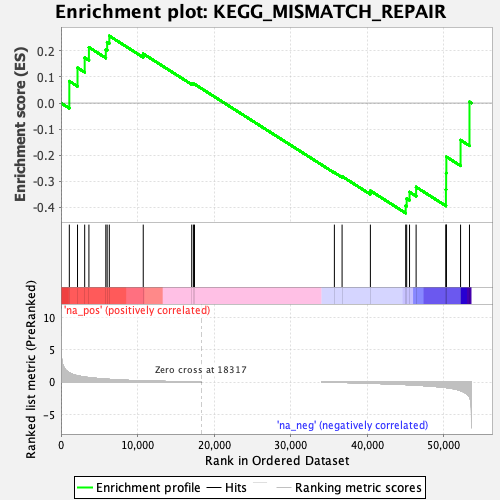 Enrichment plot: KEGG_MISMATCH_REPAIR
Enrichment score (ES)
0.2
0.1
0.0
-0.1
-0.2
-0.3
-0.4
'na_pos' (positively correlated)
Ranked list metric (PreRanked)
10
5
0
-5
Zero cross at 18317
'na_neg' (negatively correlated)
0
10,000
20,000
30,000
40,000
50,000
Rank in Ordered Dataset
Enrichment profile
Hits
Ranking metric scores